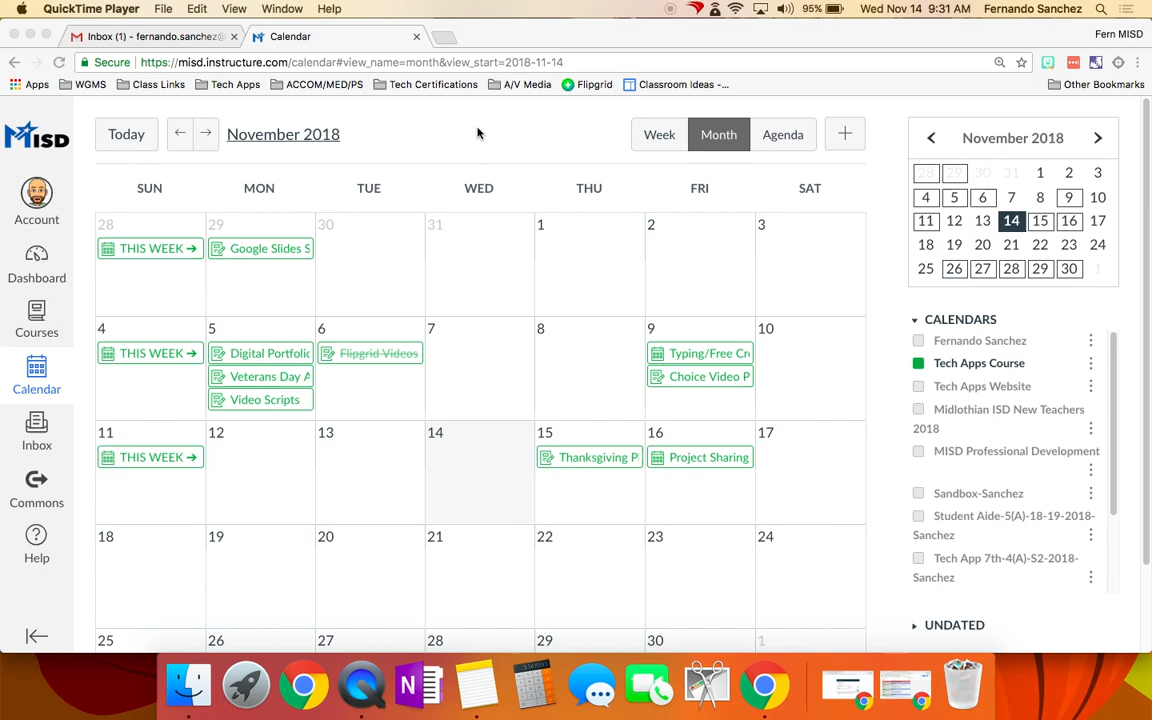 QuickTime Player File Edit View Window Help 95% Wed Nov 14 9:31 AM Fernando Sanchez
Inbox (1) - fernando.sanchez@ Calendar Fern MISD
Secure https://misd.instructure.com/calendar#view_name=month&view_start=2018-11-14
Apps WGMS Class Links Tech Apps ACCOM/MED/PS Tech Certifications A/V Media Flipgrid Classroom Ideas -... Other Bookmarks
MISD
Account
Dashboard
Courses
Calendar
Inbox
Commons
Help
Today November 2018 Week Month Agenda
SUN MON TUE WED THU FRI SAT
28 29 30 31 1 2 3
THIS WEEK → Google Slides S
4 5 6 7 8 9 10
THIS WEEK → Digital Portfolio Flipgrid Videos Typing/Free Cr
Veterans Day A Choice Video P
Video Scripts
11 12 13 14 15 16 17
THIS WEEK → Thanksgiving P Project Sharing
18 19 20 21 22 23 24
25 26 27 28 29 30 1
November 2018
28 29 30 31 1 2 3
4 5 6 7 8 9 10
11 12 13 14 15 16 17
18 19 20 21 22 23 24
25 26 27 28 29 30 1
CALENDARS
Fernando Sanchez
Tech Apps Course
Tech Apps Website
Midlothian ISD New Teachers
2018
MISD Professional Development
Sandbox-Sanchez
Student Aide-5(A)-18-19-2018-
Sanchez
Tech App 7th-4(A)-S2-2018-
Sanchez
UNDATED